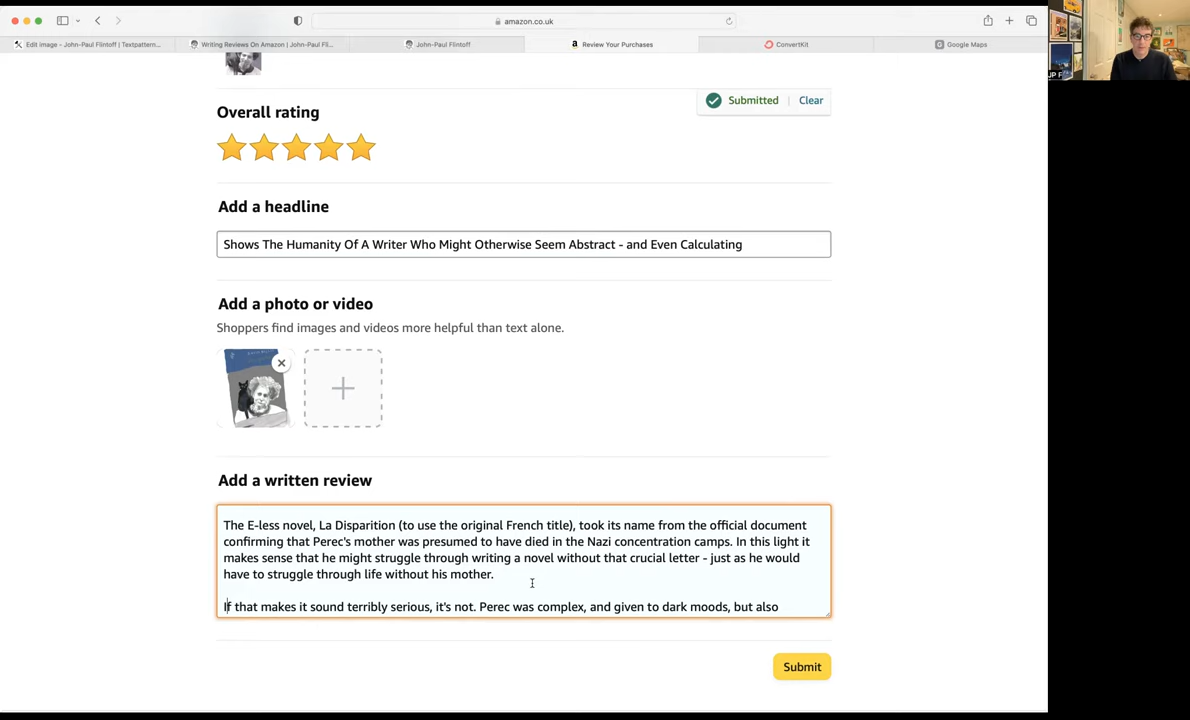 amazon.co.uk
Edit image - John-Paul Flintoff | Textpattern...
Writing Reviews On Amazon | John-Paul Fli...
John-Paul Flintoff
Review Your Purchases
ConvertKit
Google Maps
JP F
Overall rating
Submitted | Clear
Add a headline
Shows The Humanity Of A Writer Who Might Otherwise Seem Abstract - and Even Calculating
Add a photo or video
Shoppers find images and videos more helpful than text alone.
Add a written review
The E-less novel, La Disparition (to use the original French title), took its name from the official document
confirming that Perec's mother was presumed to have died in the Nazi concentration camps. In this light it
makes sense that he might struggle through writing a novel without that crucial letter - just as he would
have to struggle through life without his mother.
If that makes it sound terribly serious, it's not. Perec was complex, and given to dark moods, but also
Submit